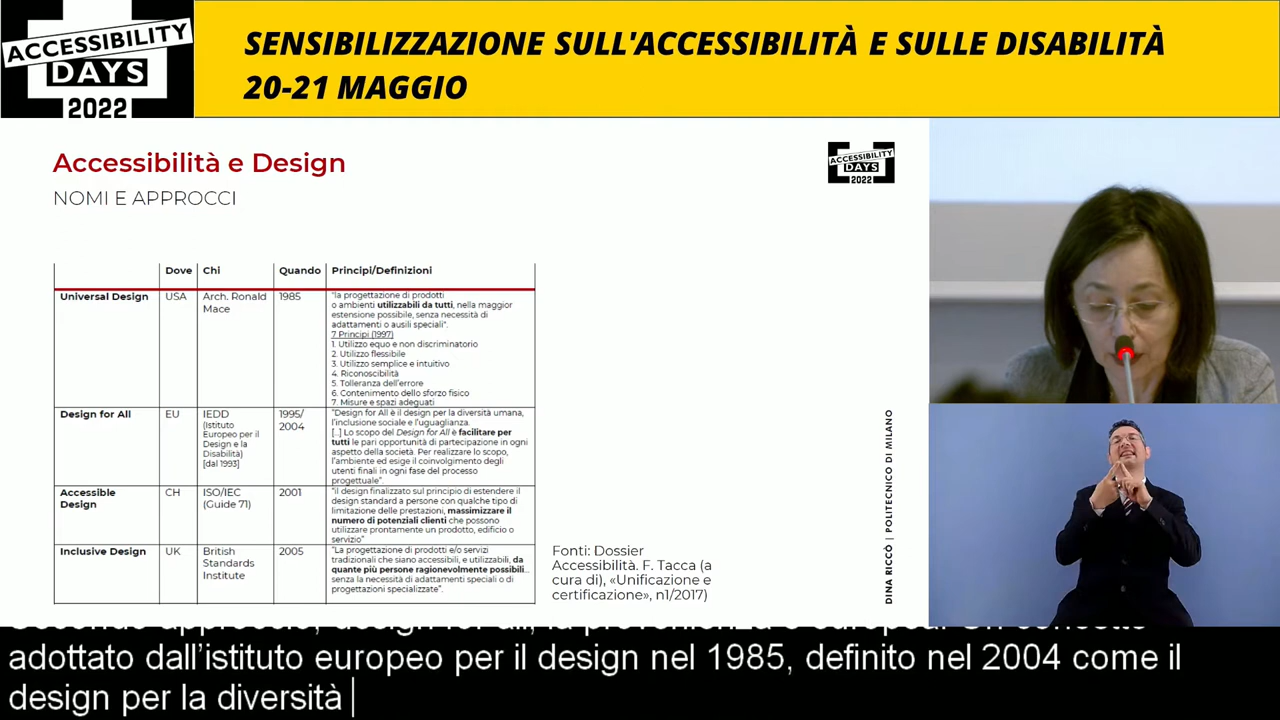 ACCESSIBILITY
DAYS
2022
SENSIBILIZZAZIONE SULL'ACCESSIBILITÀ E SULLE DISABILITÀ
20-21 MAGGIO
Accessibilità e Design
NOMI E APPROCCI
ACCESSIBILITY
DAYS
2022
Dove Chi Quando Principi/Definizioni
Universal Design USA Arch. Ronald Mace 1985
"la progettazione di prodotti
o ambienti utilizzabili da tutti, nella maggior
estensione possibile, senza necessità di
adattamenti o ausili speciali".
7 Principi (1997)
1. Utilizzo equo e non discriminatorio
2. Utilizzo flessibile
3. Utilizzo semplice e intuitivo
4. Riconoscibilità
5. Tolleranza dell'errore
6. Contenimento dello sforzo fisico
7. Misure e spazi adeguati
Design for All EU IEDD
(Istituto
Europeo per il
Design e la
Disabilità)
[dal 1993]
1995/
2004
"Design for All è il design per la diversità umana,
l'inclusione sociale e l'uguaglianza.
[..] Lo scopo del Design for All è facilitare per
tutti le pari opportunità di partecipazione in ogni
aspetto della società. Per realizzare lo scopo,
l'ambiente ed esige il coinvolgimento degli
utenti finali in ogni fase del processo
progettuale".
Accessible
Design
CH
ISO/IEC
(Guide 71)
2001
"il design finalizzato sul principio di estendere il
design standard a persone con qualche tipo di
limitazione delle prestazioni, massimizzare il
numero di potenziali clienti che possono
utilizzare prontamente un prodotto, edificio o
servizio"
Inclusive Design UK
British
Standards
Institute
2005
"La progettazione di prodotti e/o servizi
tradizionali che siano accessibili, e utilizzabili, da
quante più persone ragionevolmente possibili...
senza la necessità di adattamenti speciali o di
progettazioni specializzate".
Fonti: Dossier
Accessibilità. F. Tacca (a
cura di), «Unificazione e
certificazione», n1/2017)
DINA RICCÒ | POLITECNICO DI MILANO
adottato dall'istituto europeo per il design nel 1985, definito nel 2004 come il
design per la diversità